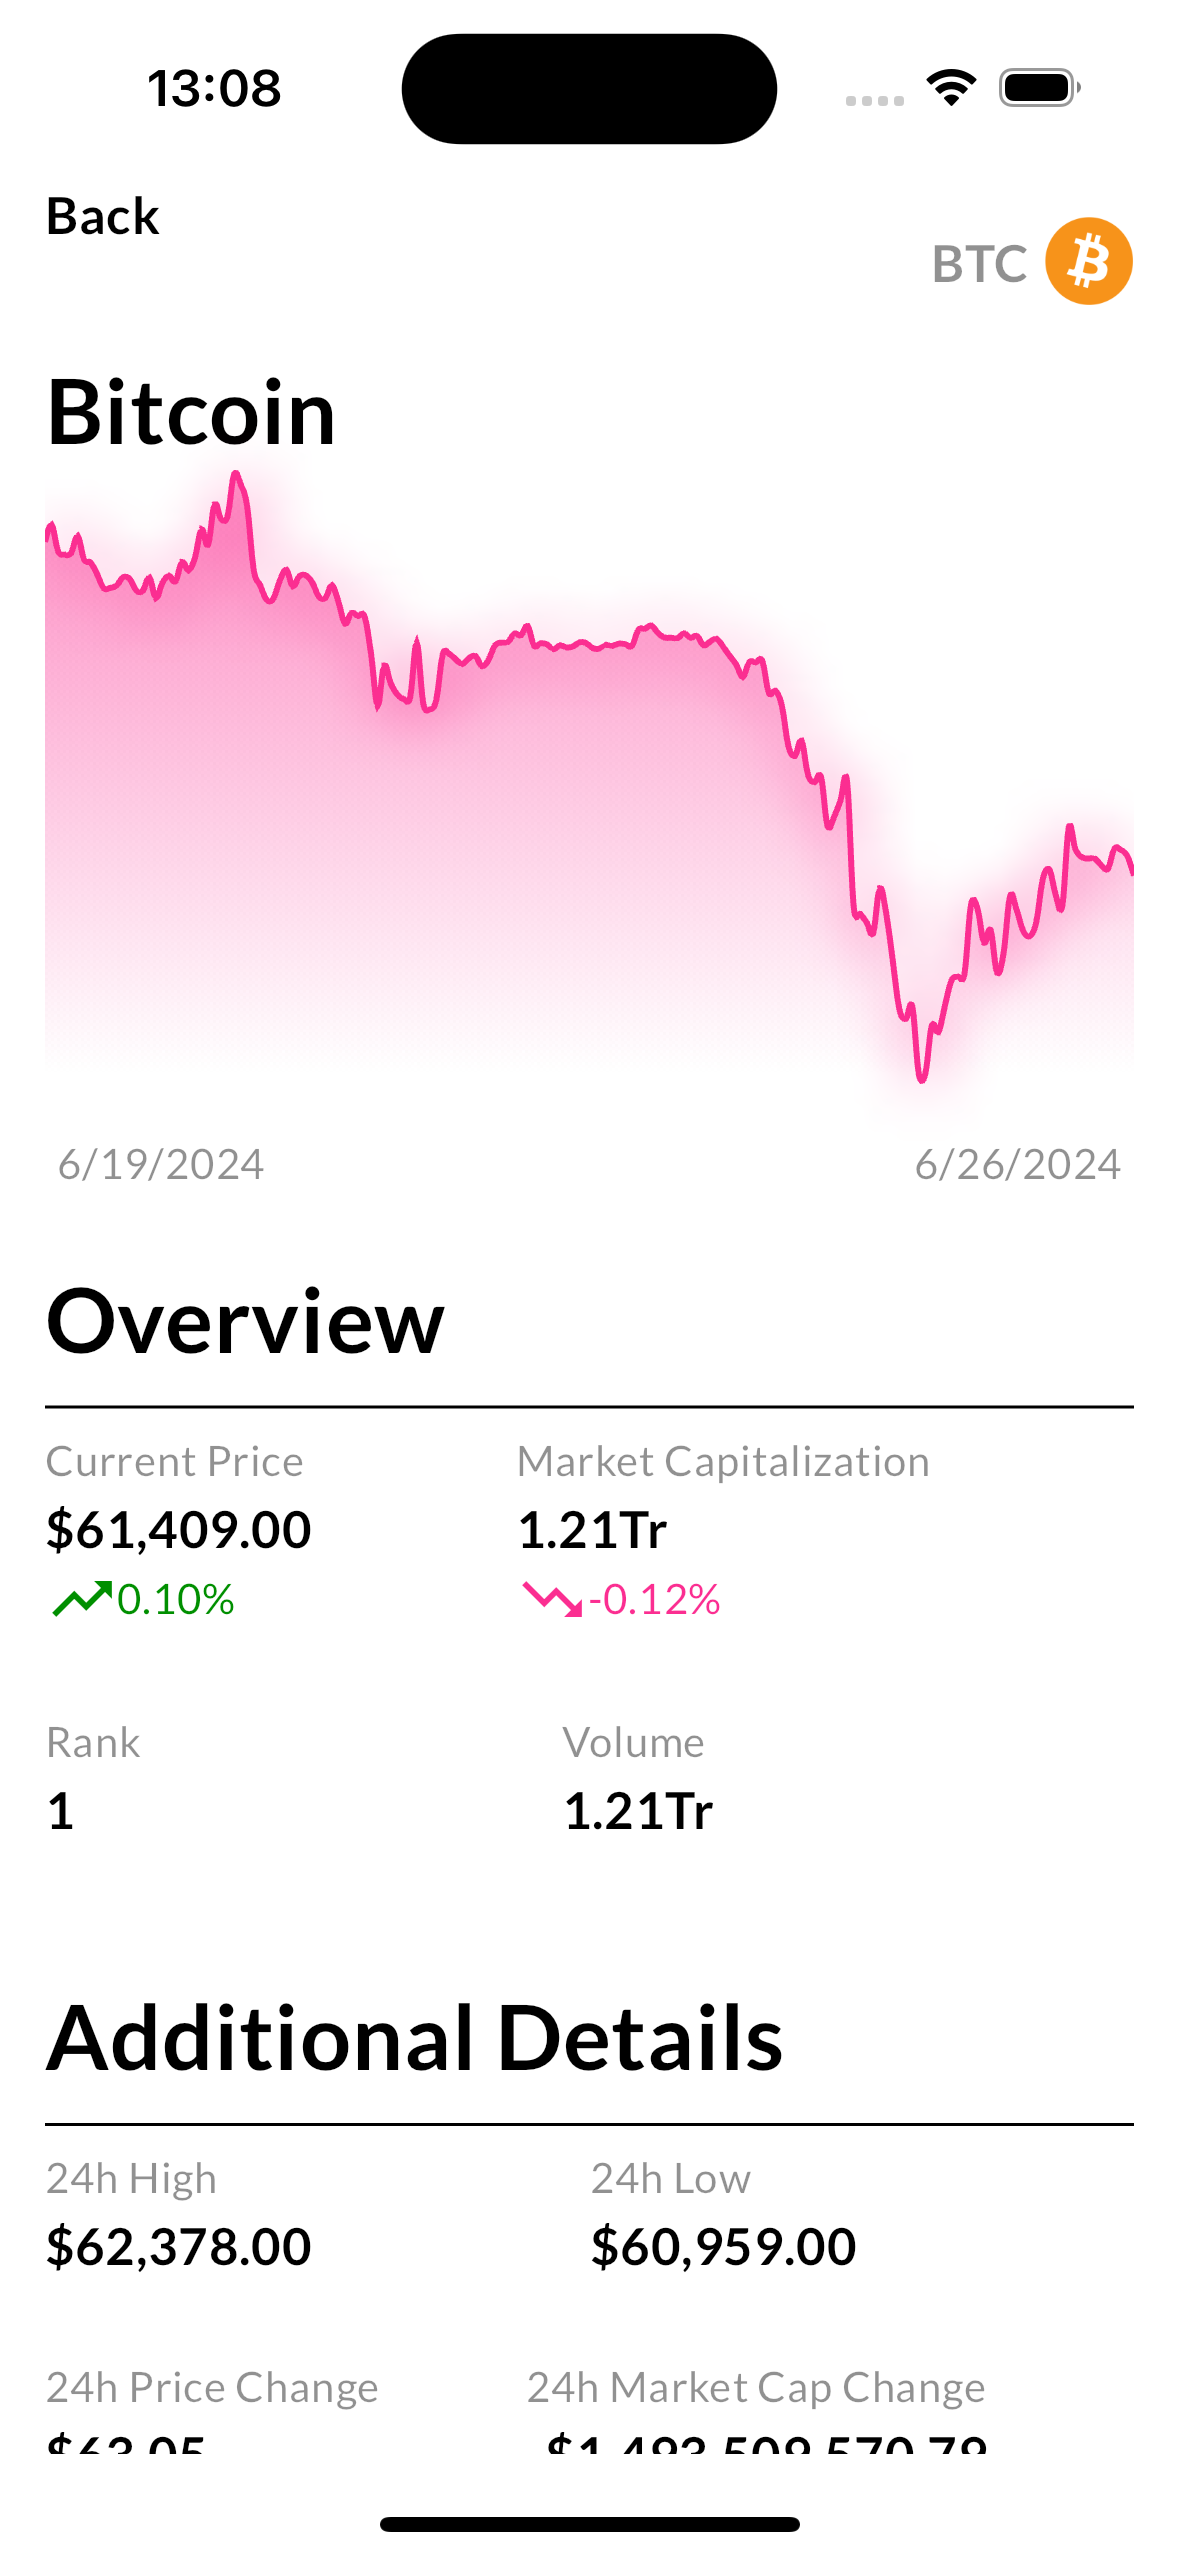 13:08
Back
BTC
Bitcoin
6/19/2024 6/26/2024
Overview
Current Price Market Capitalization
$61,409.00 1.21Tr
0.10% -0.12%
Rank Volume
1 1.21Tr
Additional Details
24h High 24h Low
$62,378.00 $60,959.00
24h Price Change 24h Market Cap Change
$63.05